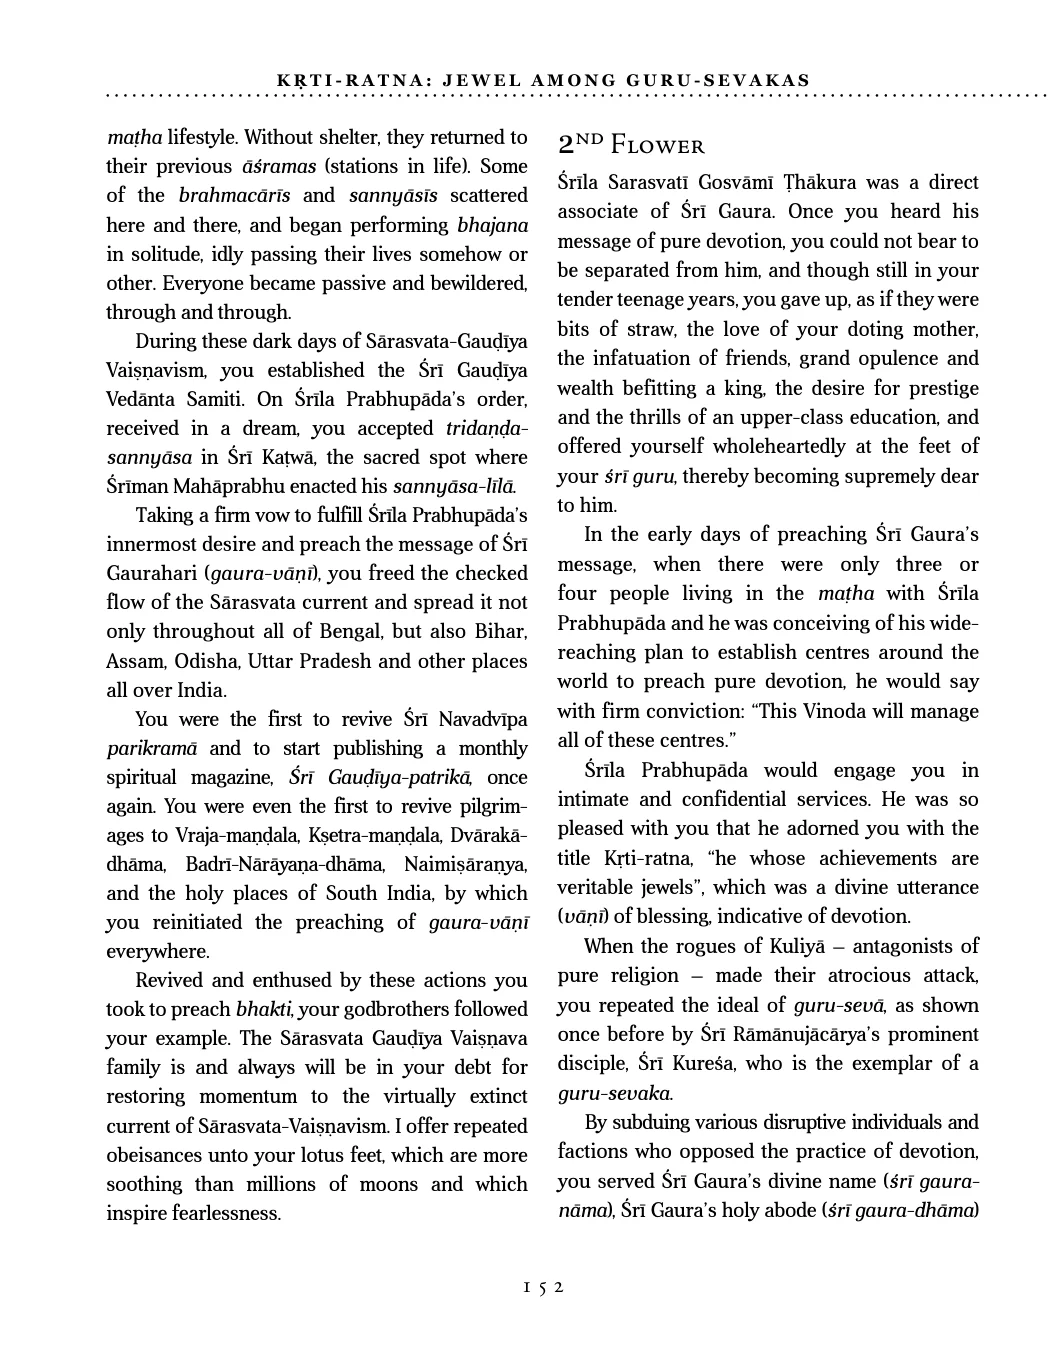 KṚTI-RATNA: JEWEL AMONG GURU-SEVAKAS
maṭha lifestyle. Without shelter, they returned to
their previous āśramas (stations in life). Some
of the brahmacārīs and sannyāsīs scattered
here and there, and began performing bhajana
in solitude, idly passing their lives somehow or
other. Everyone became passive and bewildered,
through and through.
During these dark days of Sārasvata-Gauḍīya
Vaiṣṇavism, you established the Śrī Gauḍīya
Vedānta Samiti. On Śrīla Prabhupāda’s order,
received in a dream, you accepted tridaṇḍa-
sannyāsa in Śrī Kaṭwā, the sacred spot where
Śrīman Mahāprabhu enacted his sannyāsa-līlā.
Taking a firm vow to fulfill Śrīla Prabhupāda’s
innermost desire and preach the message of Śrī
Gaurahari (gaura-vāṇī), you freed the checked
flow of the Sārasvata current and spread it not
only throughout all of Bengal, but also Bihar,
Assam, Odisha, Uttar Pradesh and other places
all over India.
You were the first to revive Śrī Navadvīpa
parikramā and to start publishing a monthly
spiritual magazine, Śrī Gauḍīya-patrikā, once
again. You were even the first to revive pilgrim-
ages to Vraja-maṇḍala, Kṣetra-maṇḍala, Dvārakā-
dhāma, Badrī-Nārāyaṇa-dhāma, Naimiṣāraṇya,
and the holy places of South India, by which
you reinitiated the preaching of gaura-vāṇī
everywhere.
Revived and enthused by these actions you
took to preach bhakti, your godbrothers followed
your example. The Sārasvata Gauḍīya Vaiṣṇava
family is and always will be in your debt for
restoring momentum to the virtually extinct
current of Sārasvata-Vaiṣṇavism. I offer repeated
obeisances unto your lotus feet, which are more
soothing than millions of moons and which
inspire fearlessness.
2ND FLOWER
Śrīla Sarasvatī Gosvāmī Ṭhākura was a direct
associate of Śrī Gaura. Once you heard his
message of pure devotion, you could not bear to
be separated from him, and though still in your
tender teenage years, you gave up, as if they were
bits of straw, the love of your doting mother,
the infatuation of friends, grand opulence and
wealth befitting a king, the desire for prestige
and the thrills of an upper-class education, and
offered yourself wholeheartedly at the feet of
your śrī guru, thereby becoming supremely dear
to him.
In the early days of preaching Śrī Gaura’s
message, when there were only three or
four people living in the maṭha with Śrīla
Prabhupāda and he was conceiving of his wide-
reaching plan to establish centres around the
world to preach pure devotion, he would say
with firm conviction: “This Vinoda will manage
all of these centres.”
Śrīla Prabhupāda would engage you in
intimate and confidential services. He was so
pleased with you that he adorned you with the
title Kṛti-ratna, “he whose achievements are
veritable jewels”, which was a divine utterance
(vāṇī) of blessing, indicative of devotion.
When the rogues of Kuliyā – antagonists of
pure religion – made their atrocious attack,
you repeated the ideal of guru-sevā, as shown
once before by Śrī Rāmānujācārya’s prominent
disciple, Śrī Kureśa, who is the exemplar of a
guru-sevaka.
By subduing various disruptive individuals and
factions who opposed the practice of devotion,
you served Śrī Gaura’s divine name (śrī gaura-
nāma), Śrī Gaura’s holy abode (śrī gaura-dhāma)
152